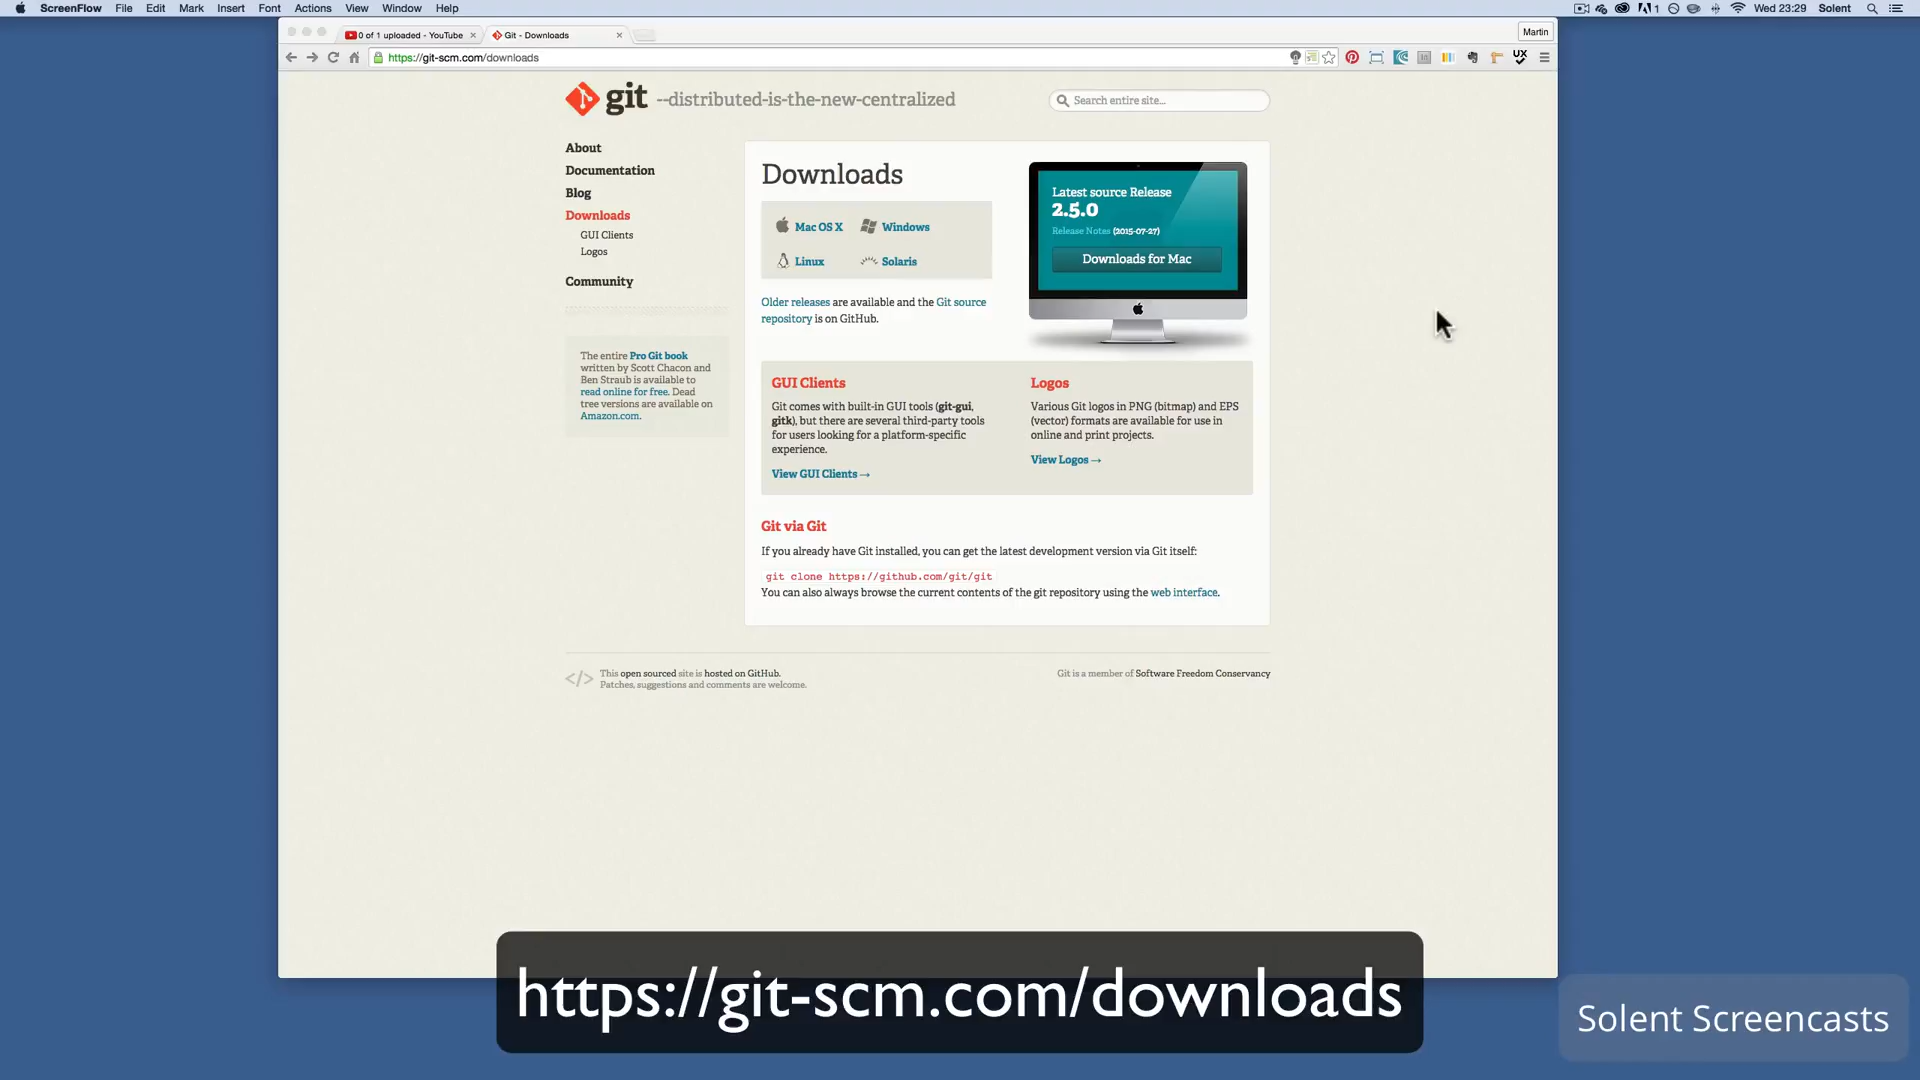 ScreenFlow File Edit Mark Insert Font Actions View Window Help
1 Wed 23:29 Solent
0 of 1 uploaded - YouTube
Git - Downloads
Martin
https://git-scm.com/downloads
UX
git --distributed-is-the-new-centralized
Search entire site...
About
Documentation
Blog
Downloads
GUI Clients
Logos
Community
The entire Pro Git book
written by Scott Chacon and
Ben Straub is available to
read online for free. Dead
tree versions are available on
Amazon.com.
Downloads
Mac OS X Windows
Linux Solaris
Older releases are available and the Git source
repository is on GitHub.
Latest source Release
2.5.0
Release Notes (2015-07-27)
Downloads for Mac
GUI Clients
Git comes with built-in GUI tools (git-gui,
gitk), but there are several third-party tools
for users looking for a platform-specific
experience.
View GUI Clients →
Logos
Various Git logos in PNG (bitmap) and EPS
(vector) formats are available for use in
online and print projects.
View Logos →
Git via Git
If you already have Git installed, you can get the latest development version via Git itself:
git clone https://github.com/git/git
You can also always browse the current contents of the git repository using the web interface.
</> This open sourced site is hosted on GitHub.
Patches, suggestions and comments are welcome.
Git is a member of Software Freedom Conservancy
https://git-scm.com/downloads
Solent Screencasts